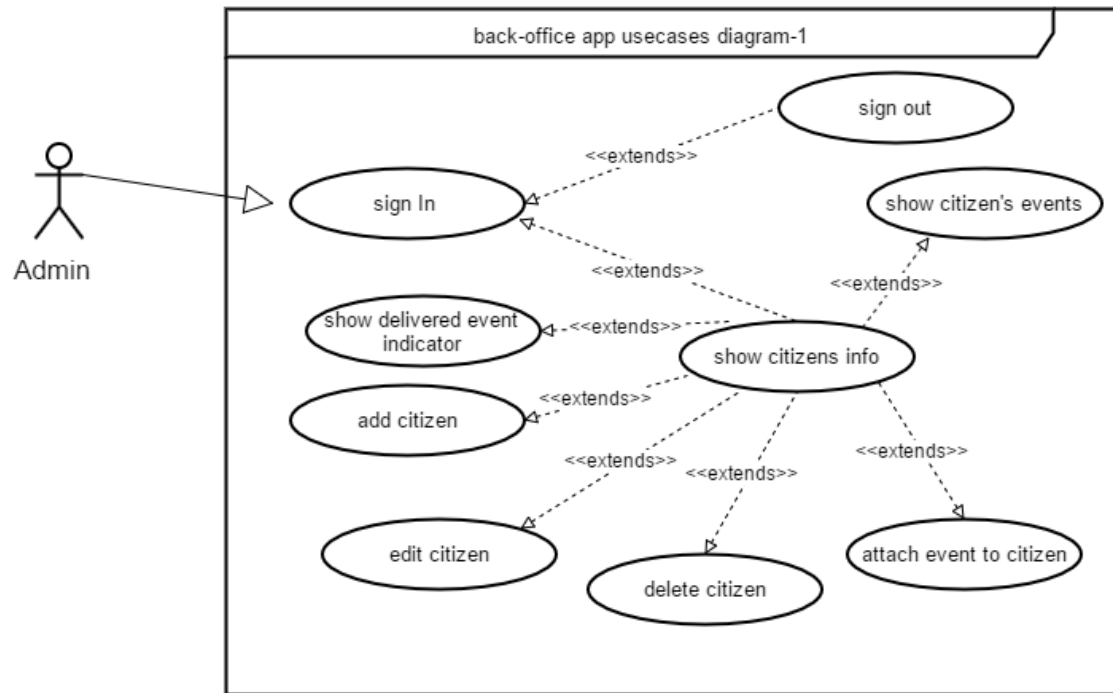 back-office app usecases diagram-1
sign out
<<extends>>
sign In
show citizen's events
Admin
<<extends>>
<<extends>>
show delivered event
indicator
<<extends>>
show citizens info
add citizen
<<extends>>
<<extends>>
<<extends>>
<<extends>>
edit citizen
delete citizen
attach event to citizen